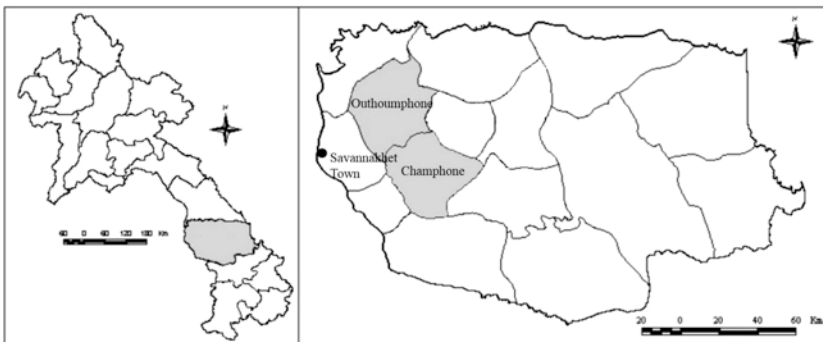 N
60 0 60 120 180 Km
N
Outhoumphone
Savannakhet
Town
Champhone
20 0 20 40 60 Km